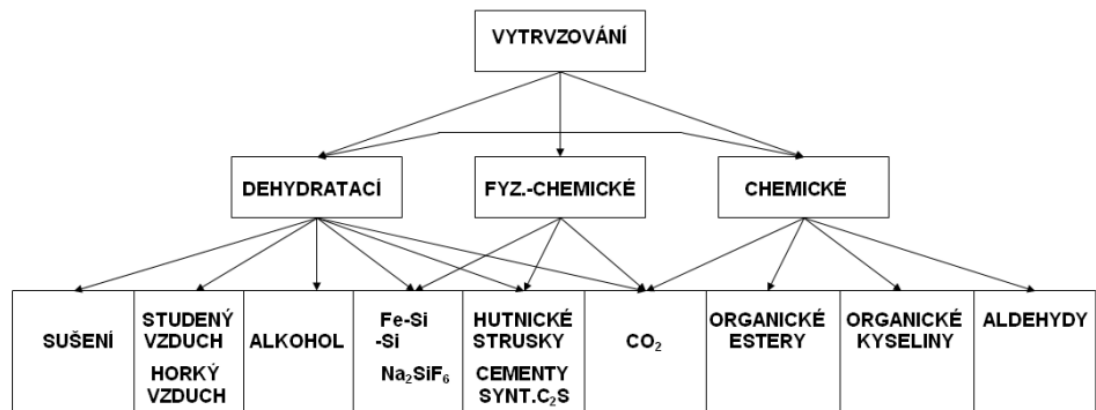 VYTRVZOVÁNÍ
DEHYDRATACÍ
FYZ.-CHEMICKÉ
CHEMICKÉ
SUŠENÍ
STUDENÝ
VZDUCH
HORKÝ
VZDUCH
ALKOHOL
Fe-Si
-Si
Na₂SiF₆
HUTNICKÉ
STRUSKY
CEMENTY
SYNT.C₂S
CO₂
ORGANICKÉ
ESTERY
ORGANICKÉ
KYSELINY
ALDEHYDY